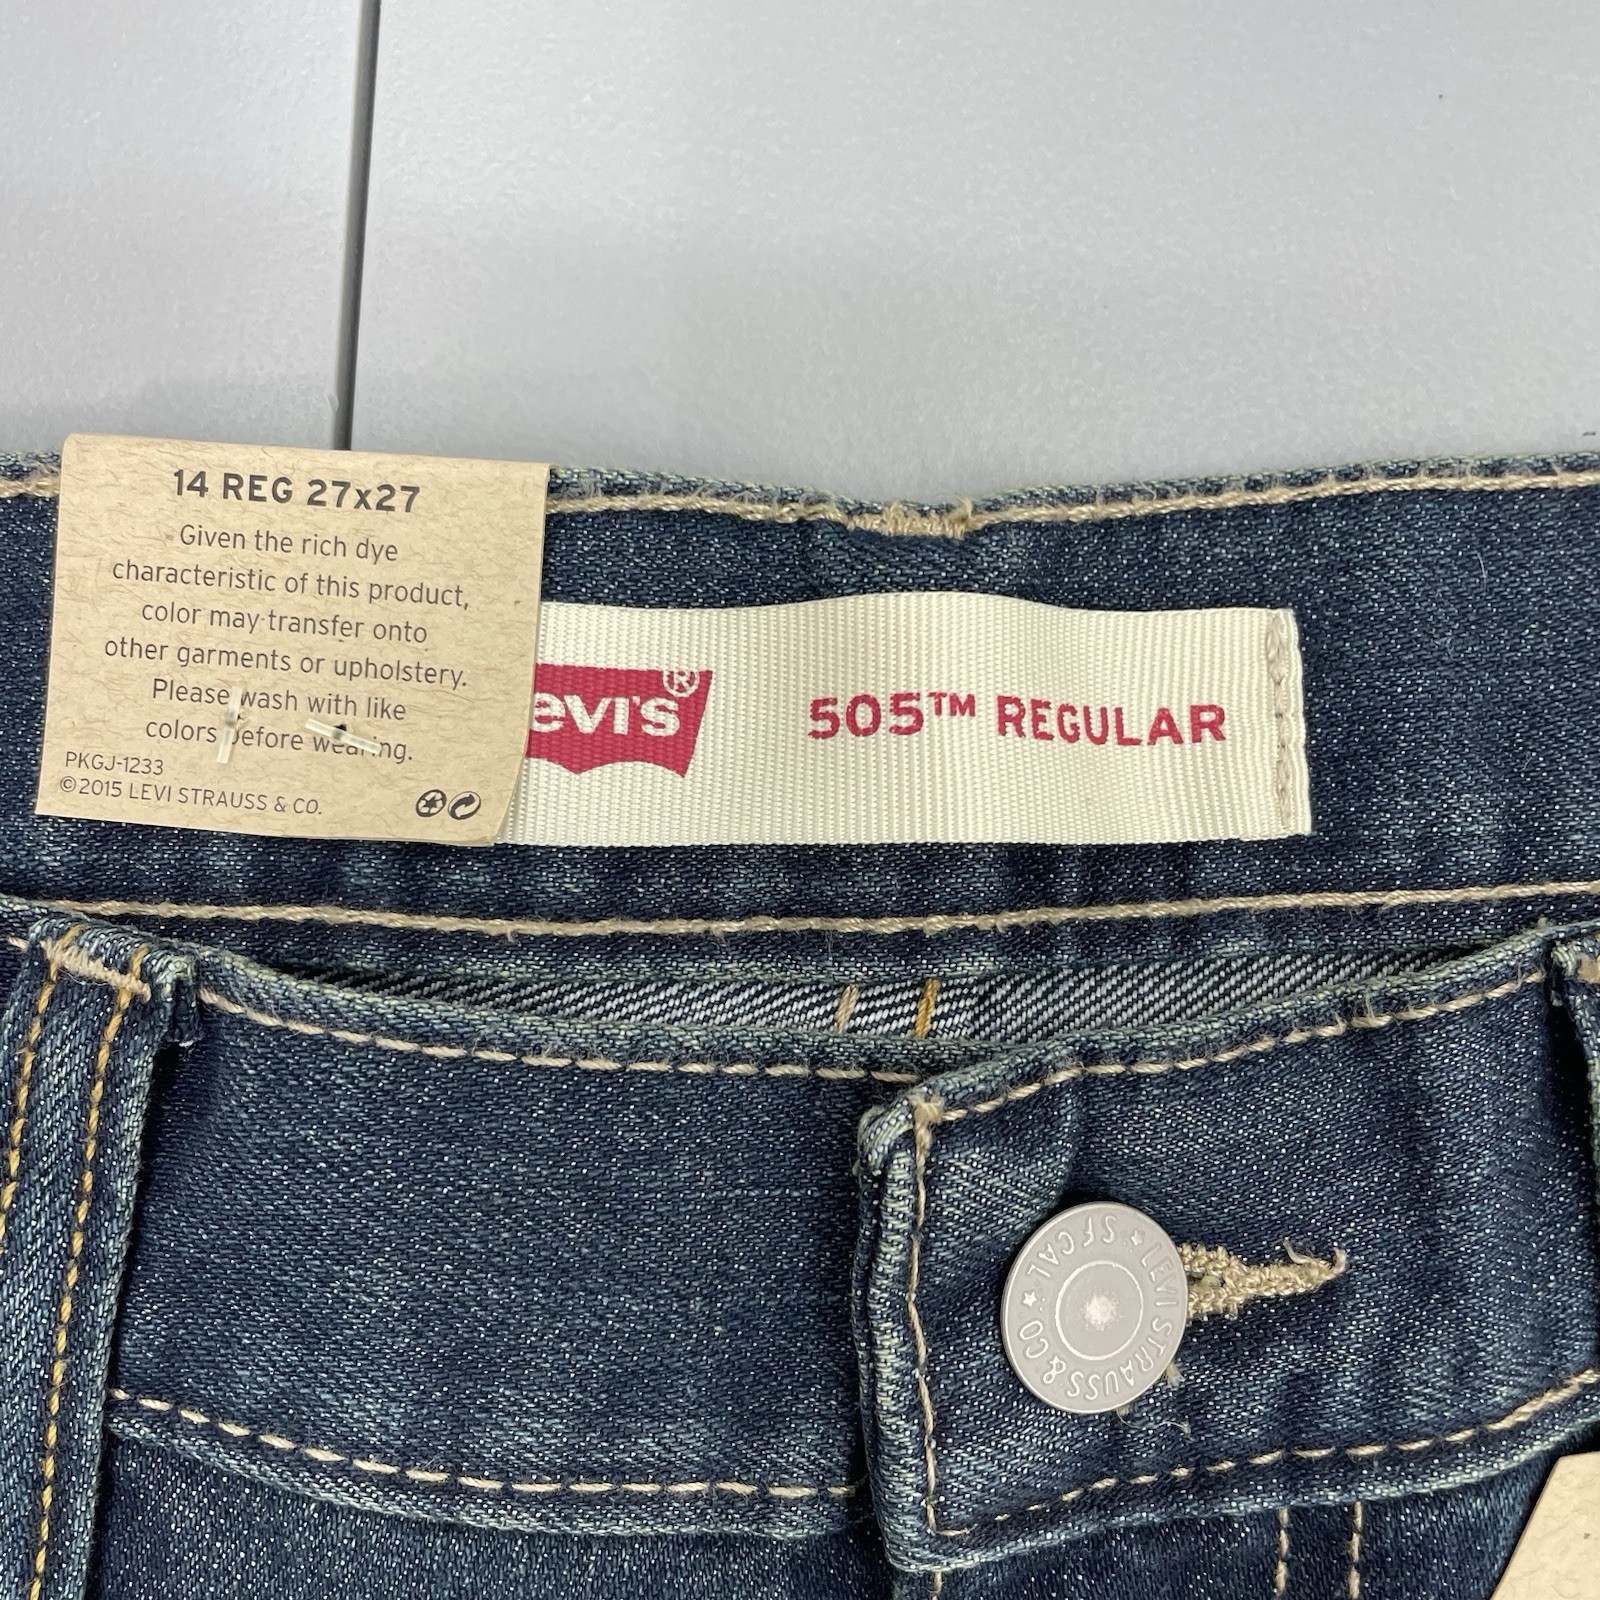 14 REG 27x27
Given the rich dye
characteristic of this product,
color may transfer onto
other garments or upholstery.
Please wash with like
colors before wearing.
PKGJ-1233
©2015 LEVI STRAUSS & CO.
evi's® 505™ REGULAR
LEVI STRAUSS & CO ★ S F CAL ★